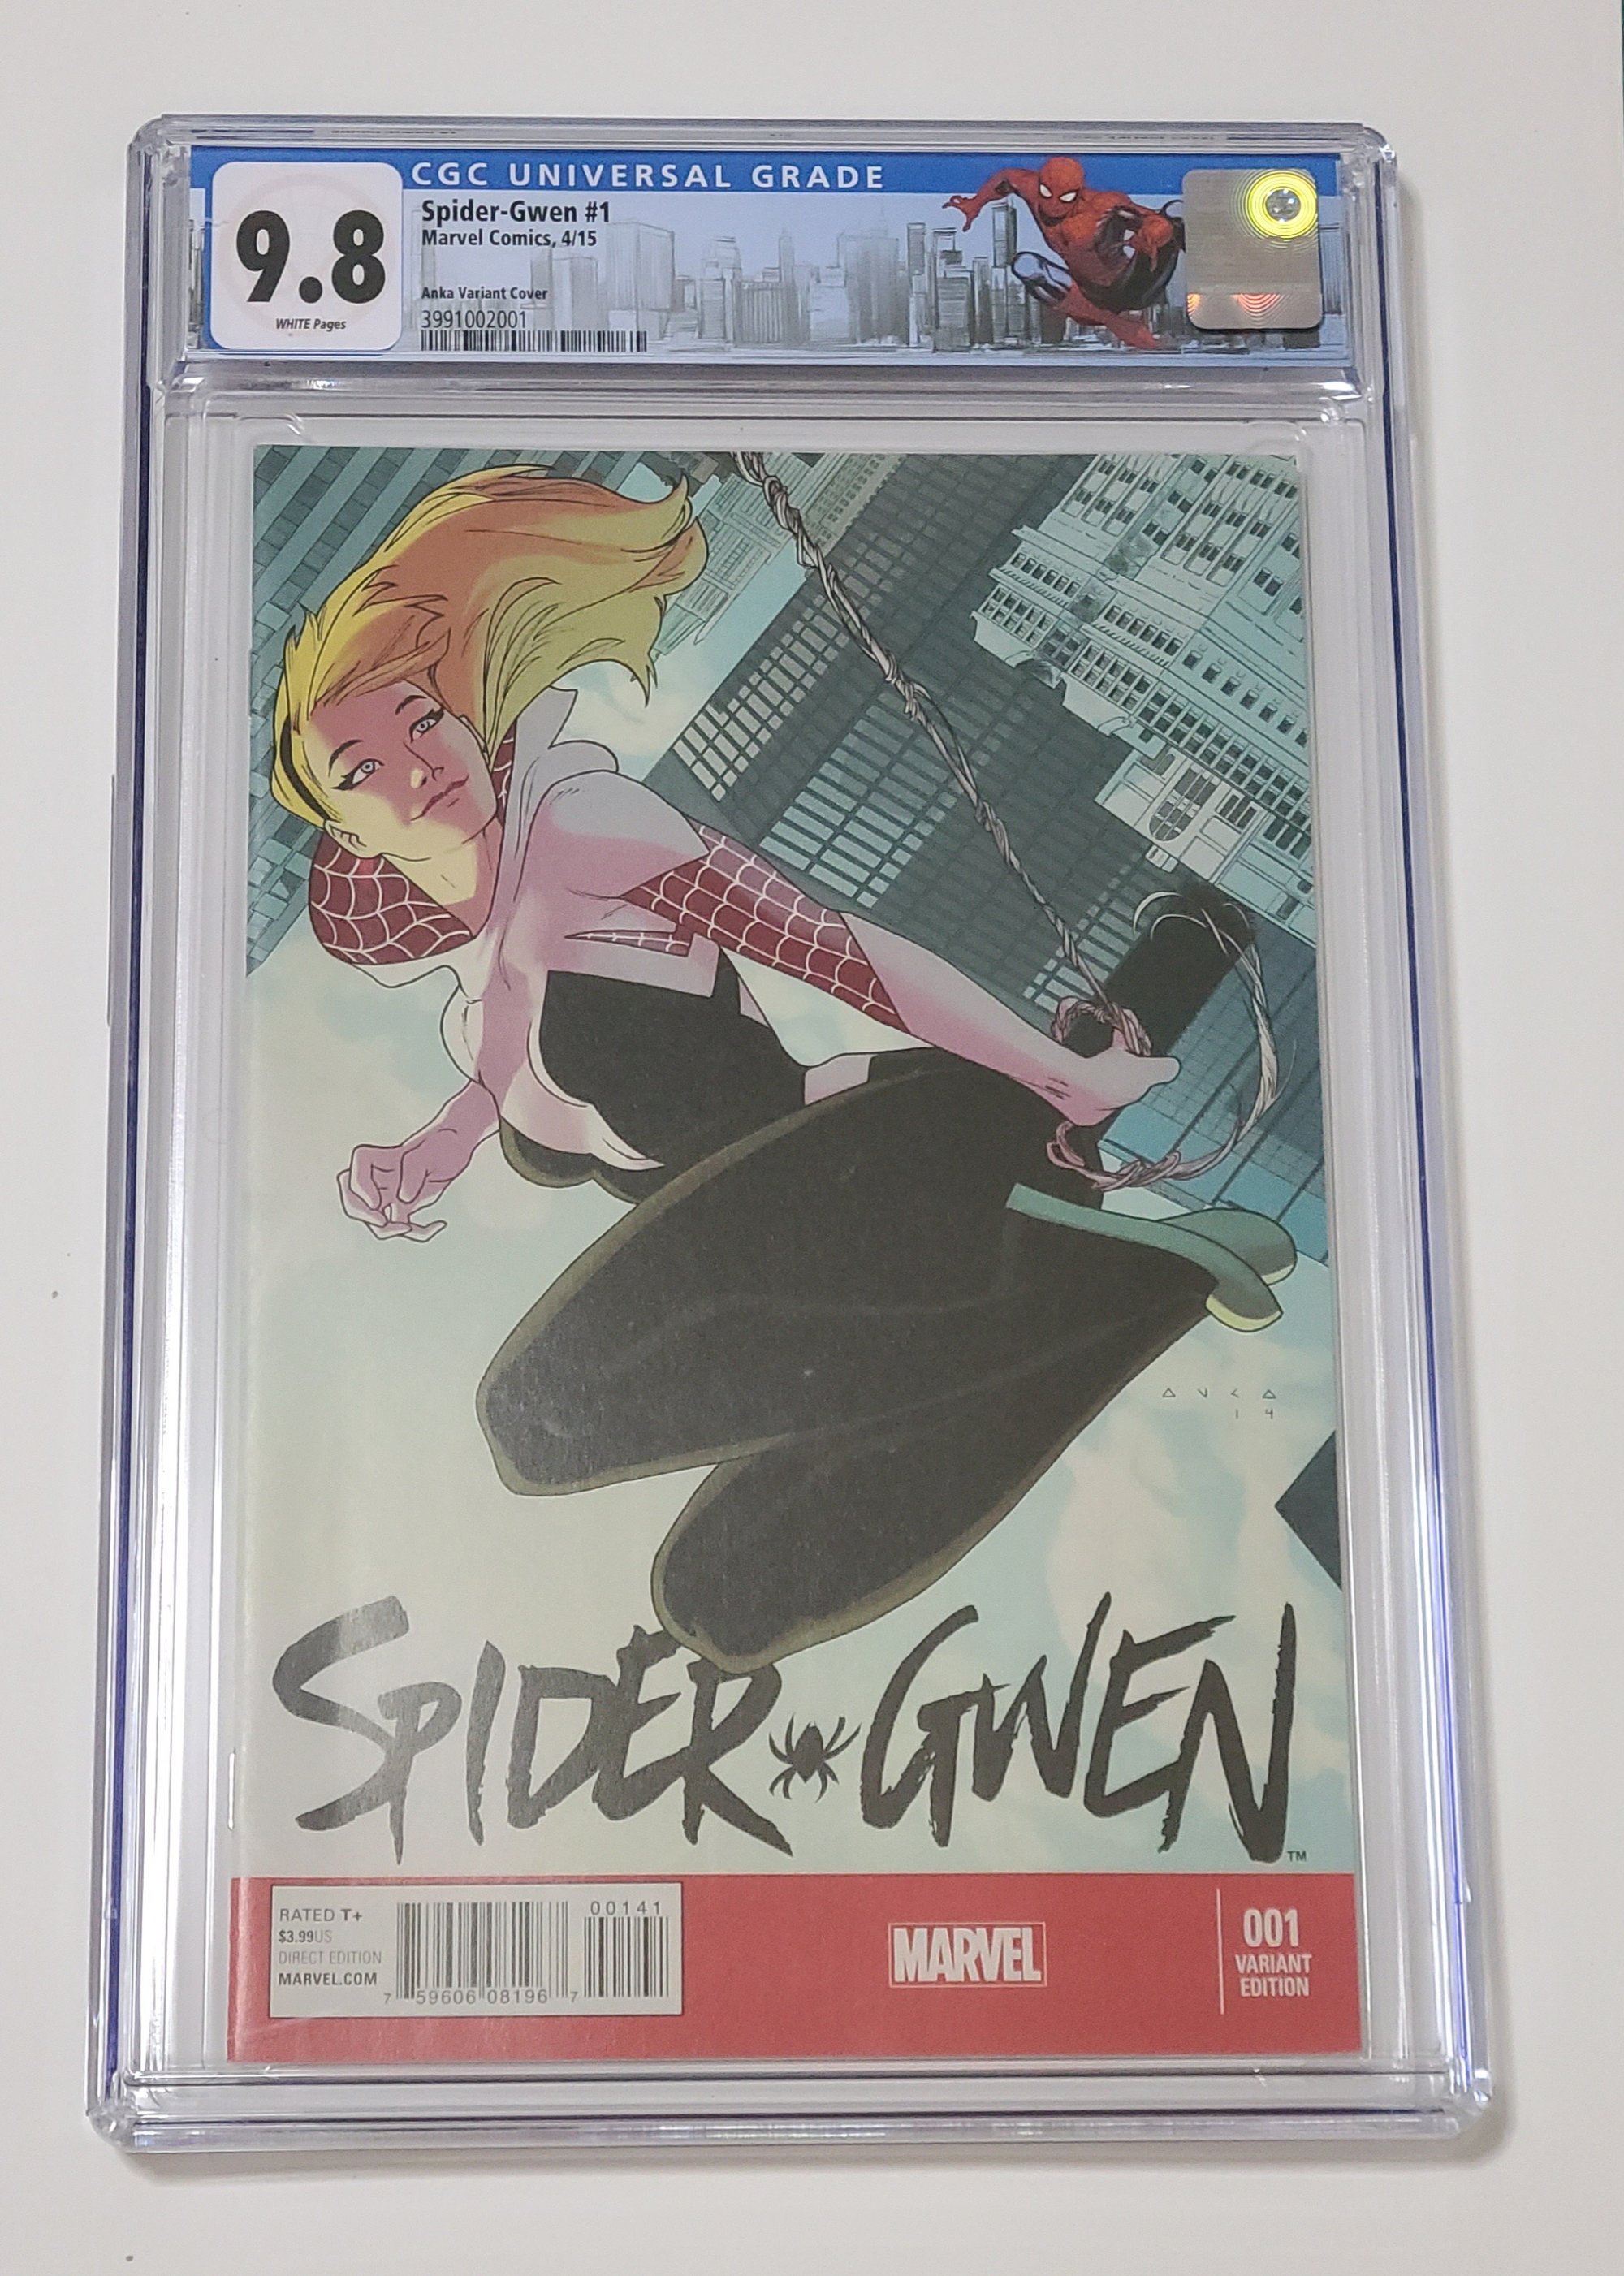 CGC UNIVERSAL GRADE
9.8
WHITE Pages
Spider-Gwen #1
Marvel Comics, 4/15
Anka Variant Cover
3991002001
ANKA
14
SPIDER GWEN
TM
RATED T+
$3.99US
DIRECT EDITION
MARVEL.COM
00141
7 59606 08196 7
MARVEL
001
VARIANT
EDITION